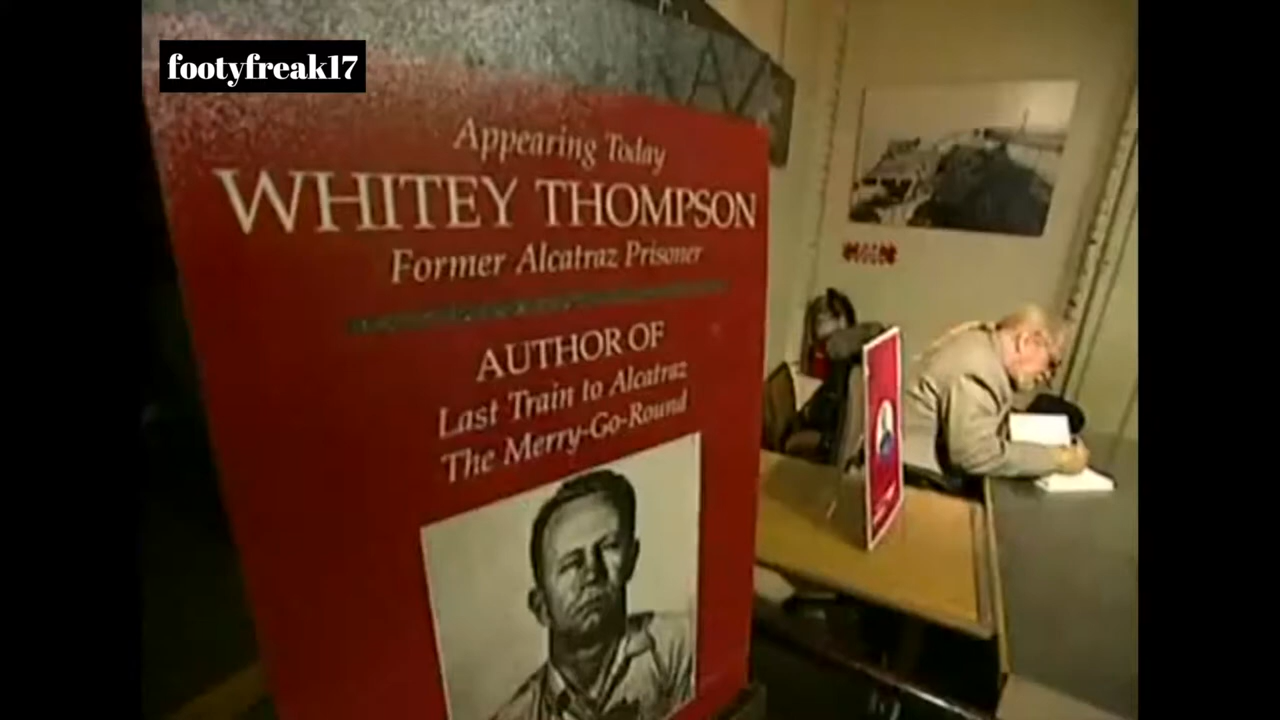 footyfreak17
Appearing Today
WHITEY THOMPSON
Former Alcatraz Prisoner
AUTHOR OF
Last Train to Alcatraz
The Merry-Go-Round